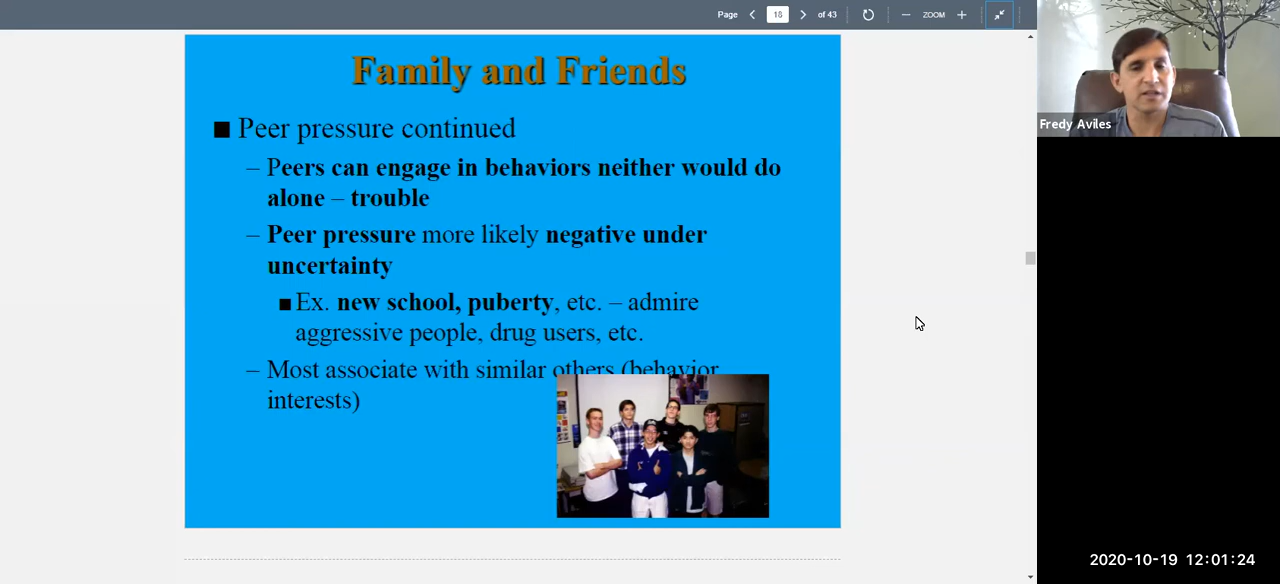 Page 18 of 43 ZOOM
Family and Friends
■ Peer pressure continued
– Peers can engage in behaviors neither would do
alone – trouble
– Peer pressure more likely negative under
uncertainty
■ Ex. new school, puberty, etc. – admire
aggressive people, drug users, etc.
– Most associate with similar others (behavior
interests)
Fredy Aviles
2020-10-19 12:01:24